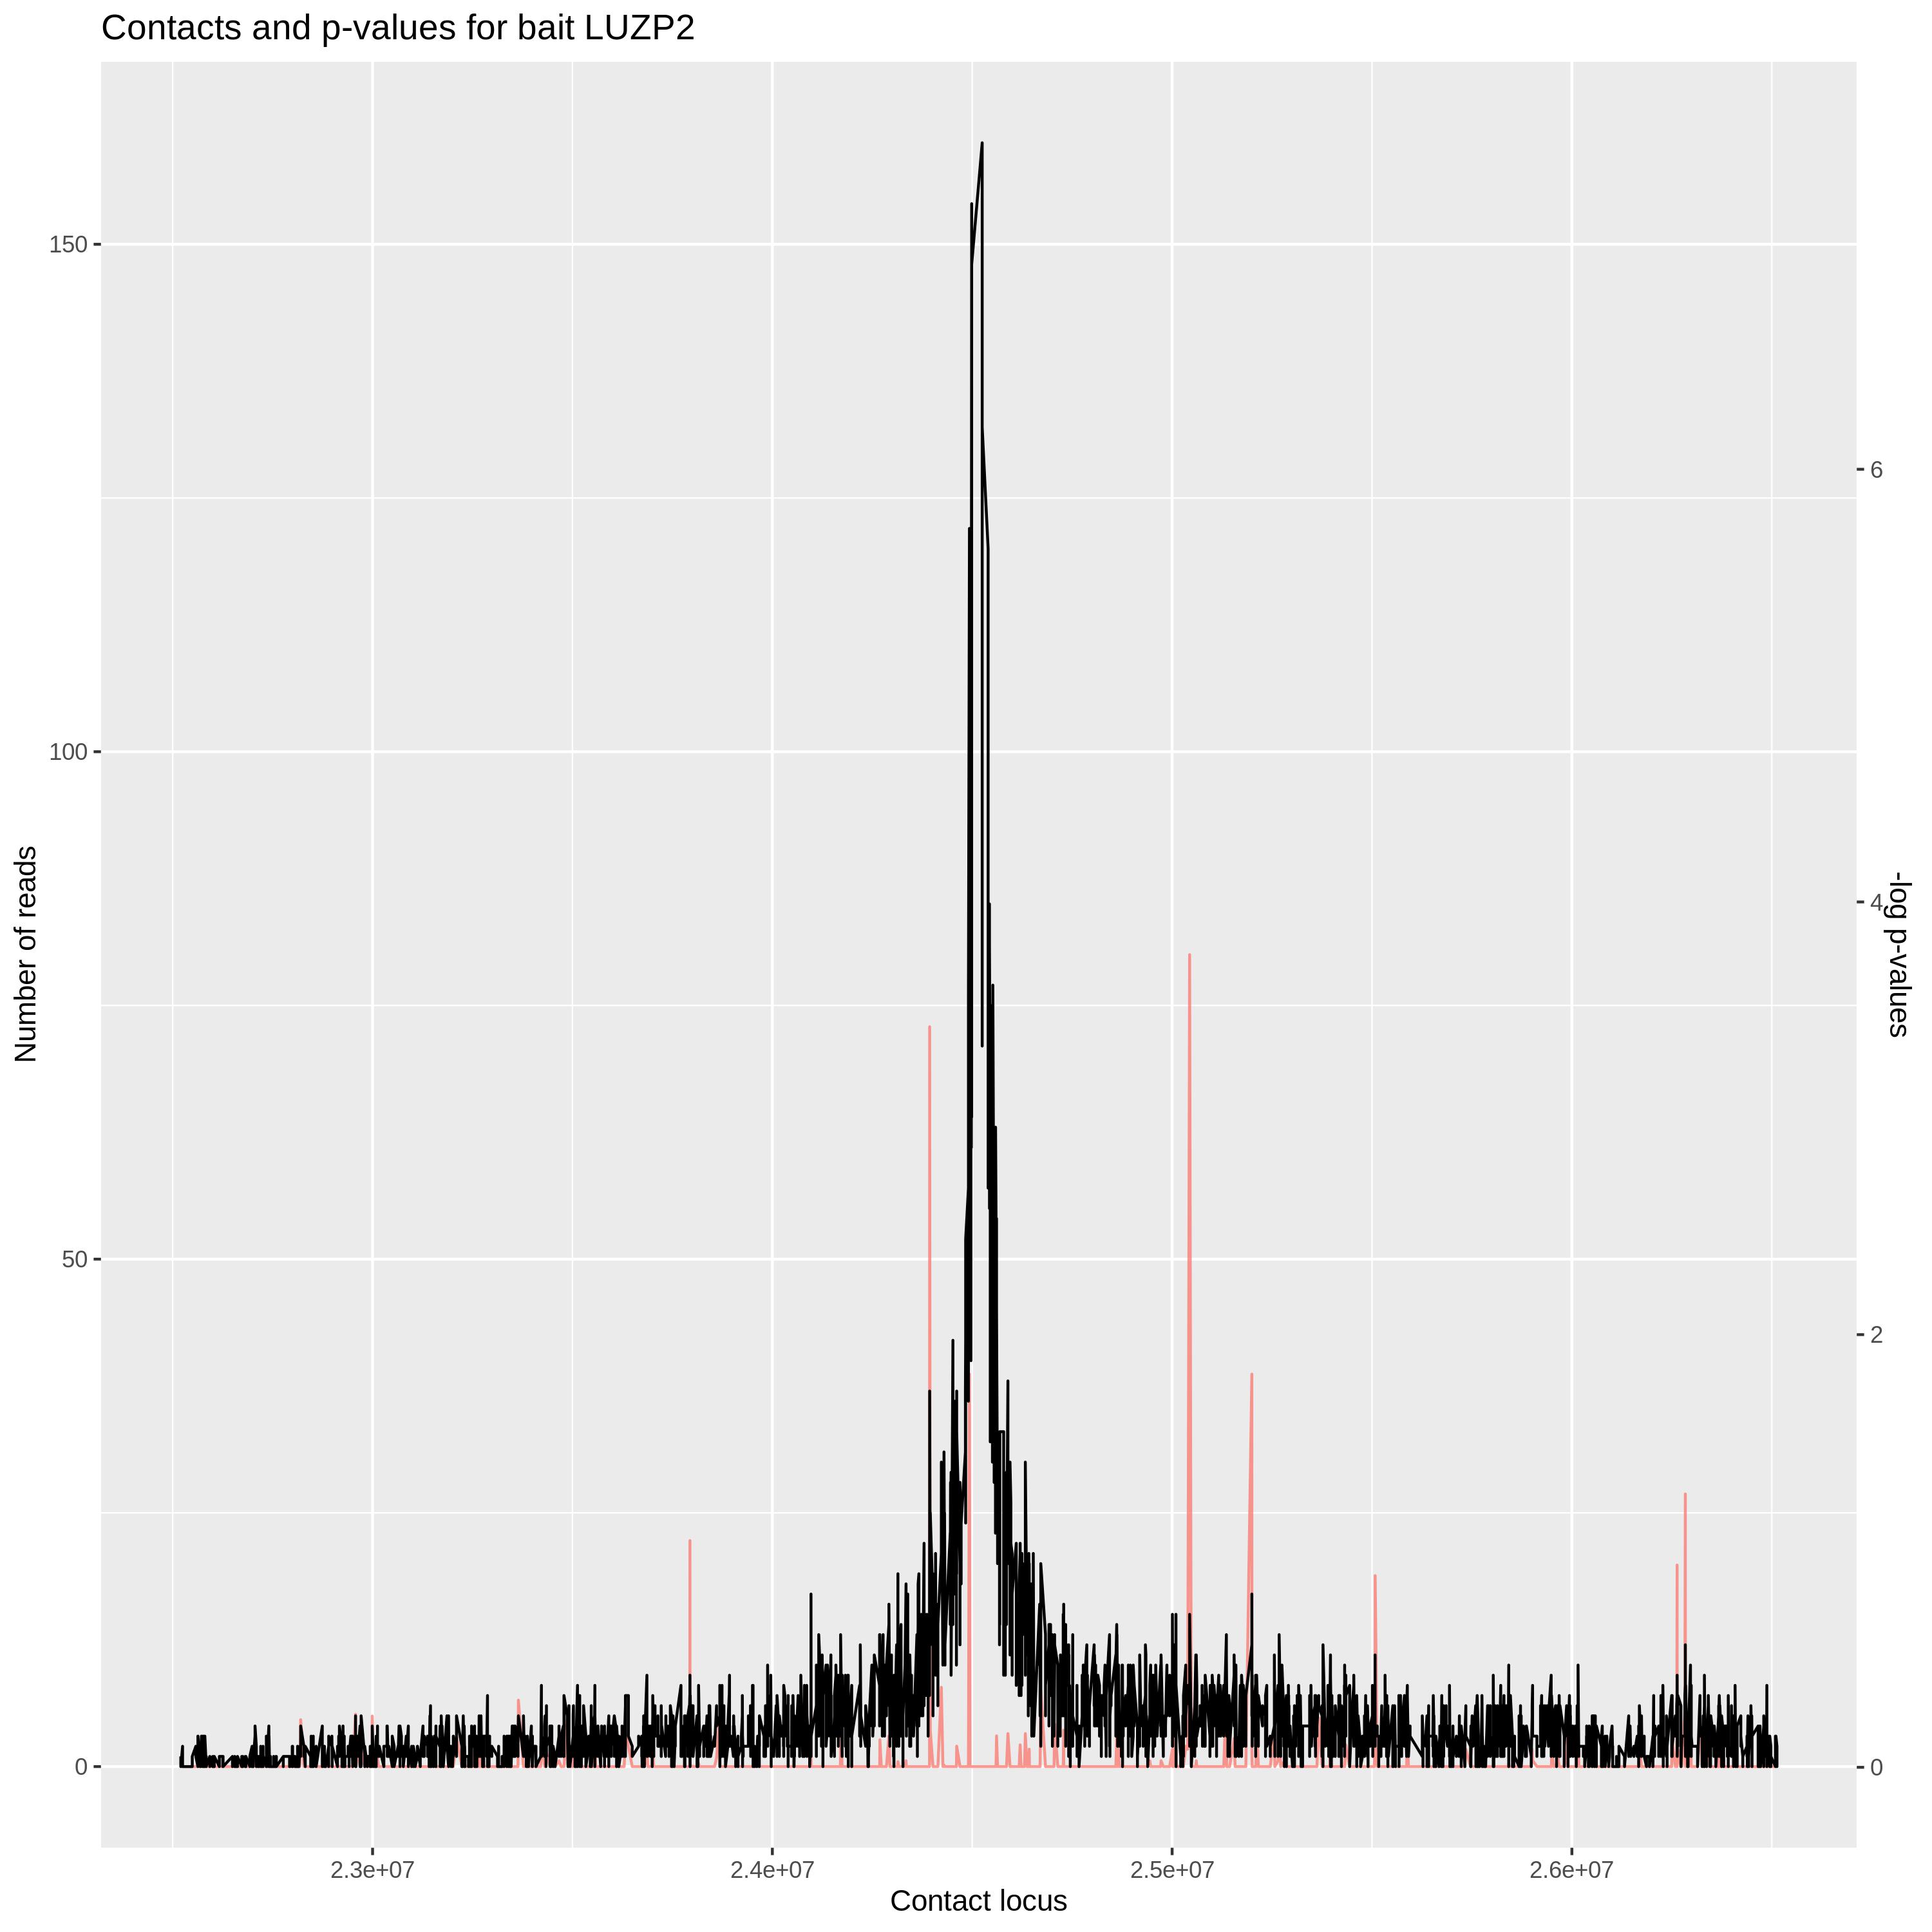 Contacts and p-values for bait LUZP2
150
100
50
0
Number of reads
6
4
2
0
-log p-values
2.3e+07
2.4e+07
2.5e+07
2.6e+07
Contact locus